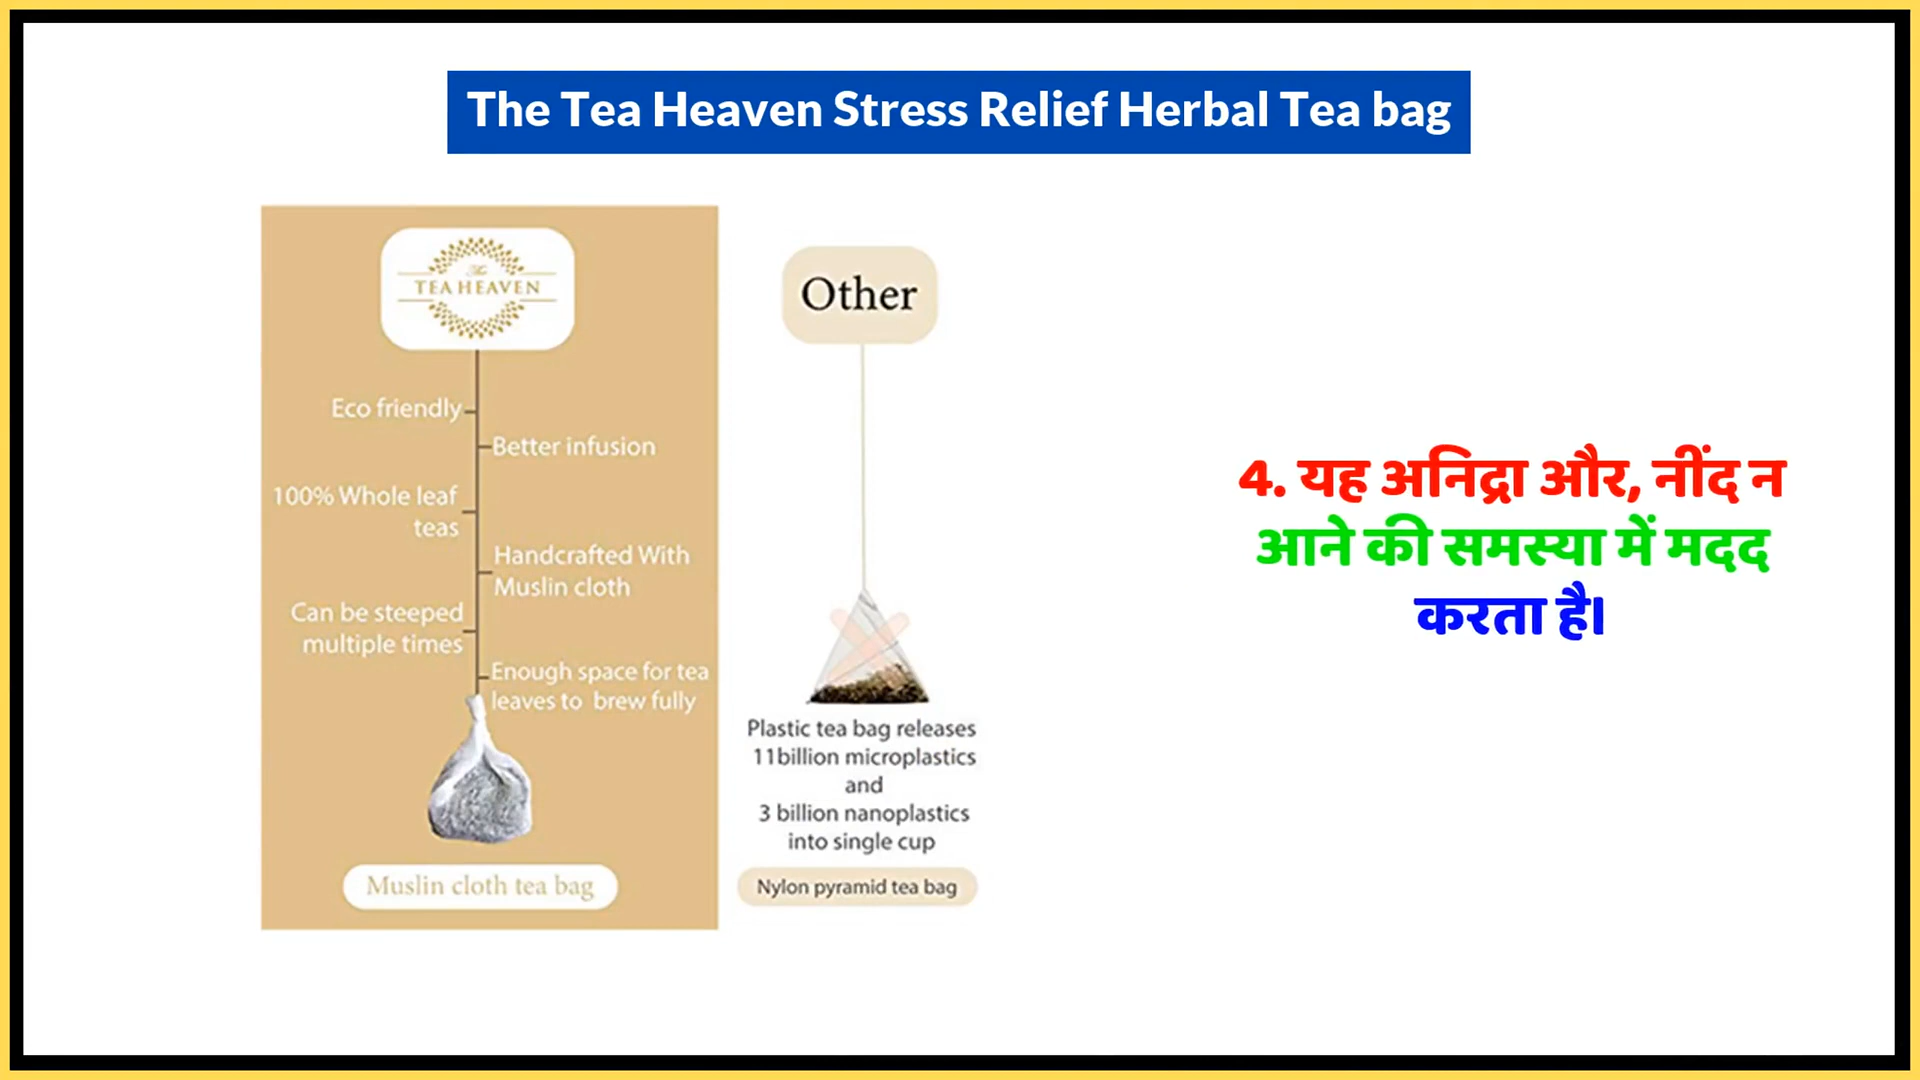 The Tea Heaven Stress Relief Herbal Tea bag
The
TEA HEAVEN
Eco friendly
Better infusion
100% Whole leaf
teas
Handcrafted With
Muslin cloth
Can be steeped
multiple times
Enough space for tea
leaves to brew fully
Muslin cloth tea bag
Other
Plastic tea bag releases
11billion microplastics
and
3 billion nanoplastics
into single cup
Nylon pyramid tea bag
4. यह अनिद्रा और, नींद न
आने की समस्या में मदद
करता है।